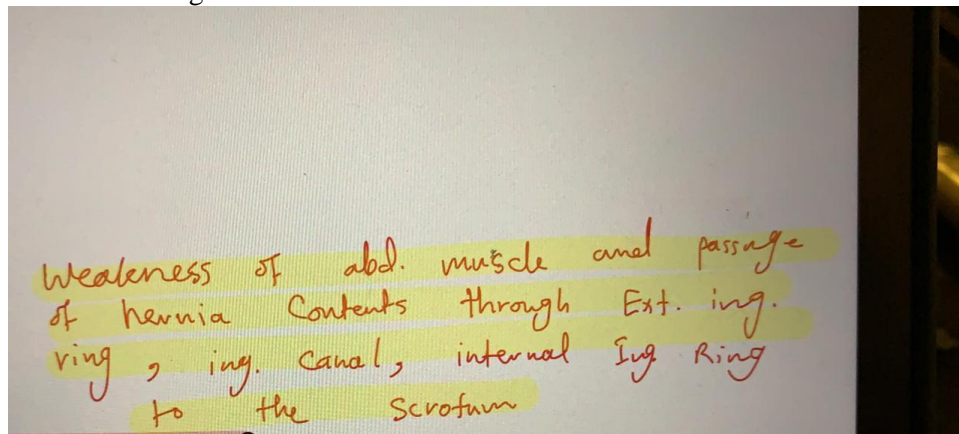 Weakness of abd. muscle and passage
of hernia Contents through Ext. ing.
ring, ing. Canal, internal Ing Ring
to the Scrotum